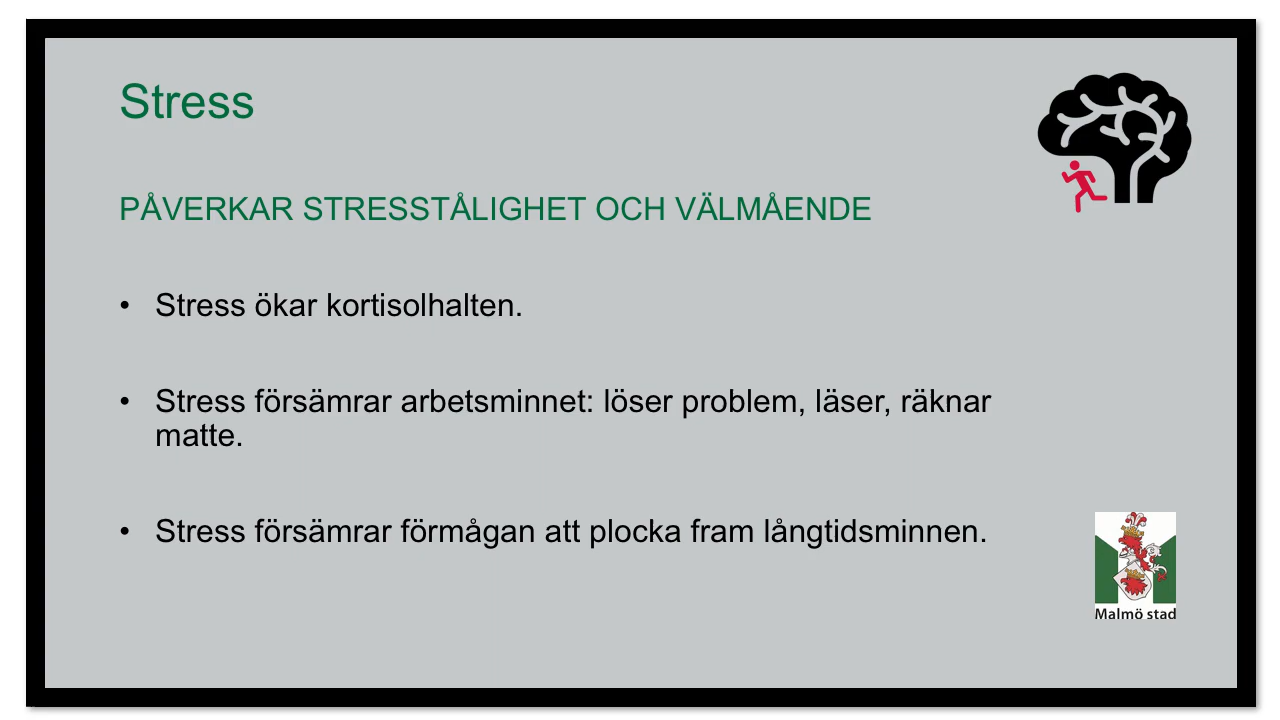 Stress
PÅVERKAR STRESSTÅLIGHET OCH VÄLMÅENDE
• Stress ökar kortisolhalten.
• Stress försämrar arbetsminnet: löser problem, läser, räknar
matte.
• Stress försämrar förmågan att plocka fram långtidsminnen.
Malmö stad